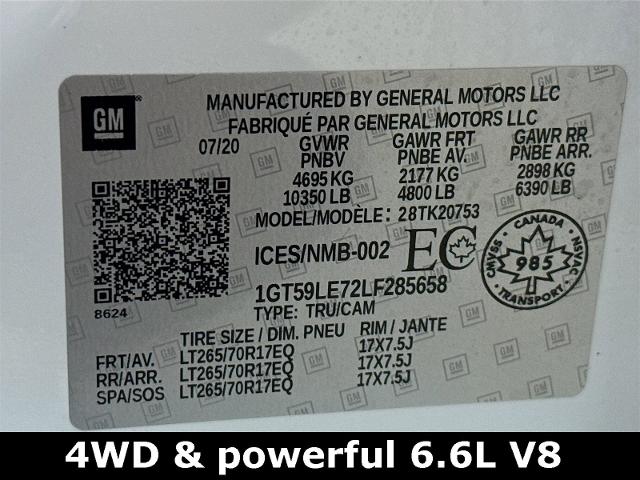 GM
MANUFACTURED BY GENERAL MOTORS LLC
FABRIQUÉ PAR GENERAL MOTORS LLC
07/20 GVWR GAWR FRT GAWR RR
PNBV PNBE AV. PNBE ARR.
4695 KG 2177 KG 2898 KG
10350 LB 4800 LB 6390 LB
MODEL/MODÈLE: 28TK20753
ICES/NMB-002 EC
CANADA
SVNAC 985 NSVAC
TRANSPORT
1GT59LE72LF285658
8624
TYPE: TRU/CAM
TIRE SIZE / DIM. PNEU RIM / JANTE
FRT/AV. LT265/70R17EQ 17X7.5J
RR/ARR. LT265/70R17EQ 17X7.5J
SPA/SOS LT265/70R17EQ 17X7.5J
4WD & powerful 6.6L V8